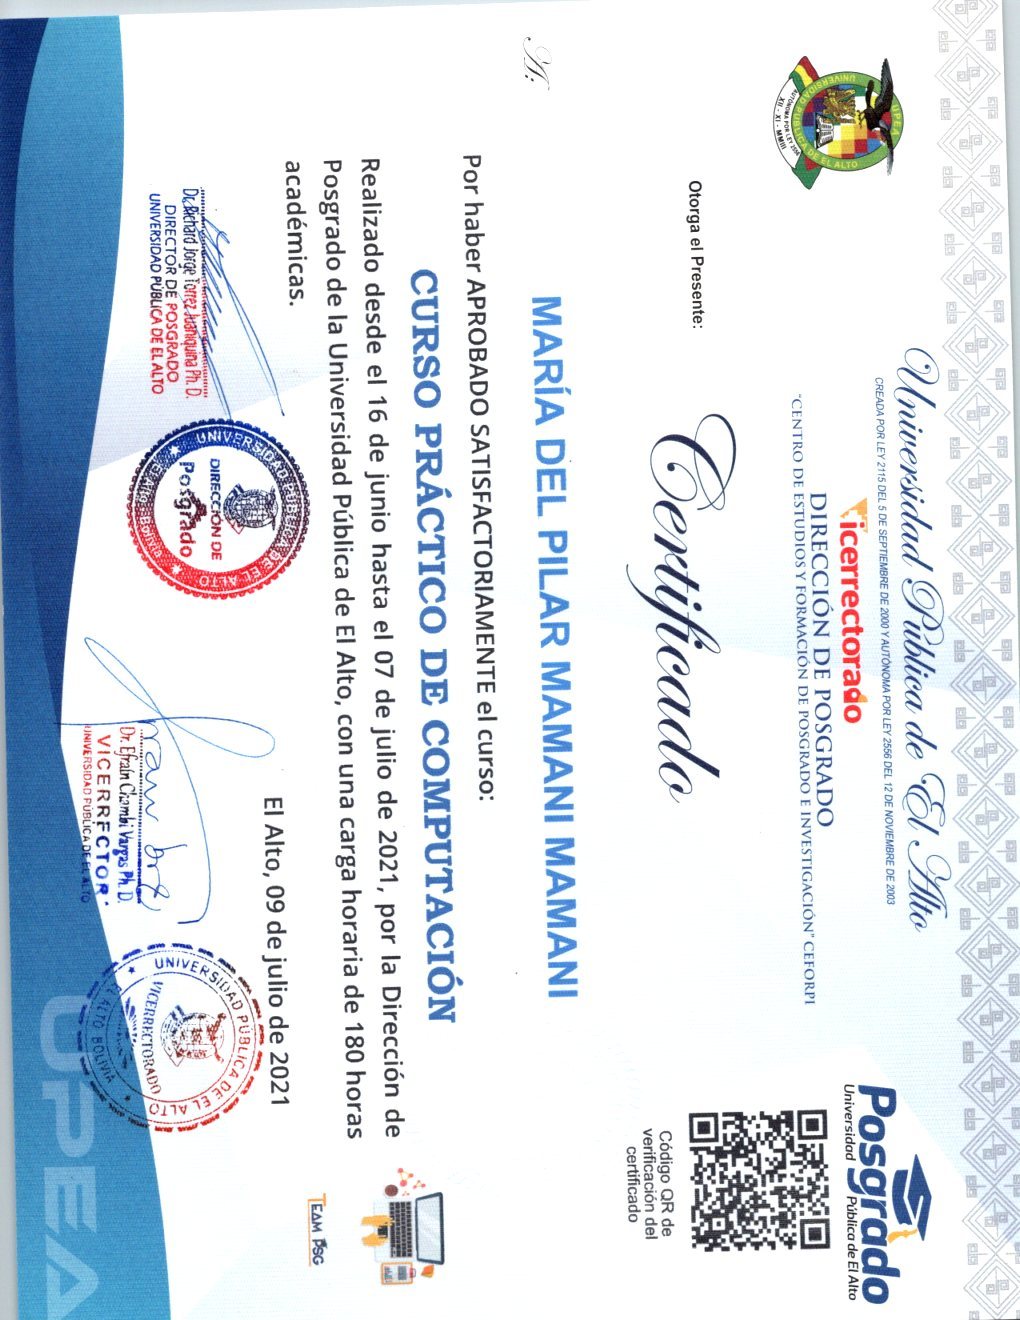 Universidad Pública de El Alto
CREADA POR LEY 2115 DEL 5 DE SEPTIEMBRE DE 2000 Y AUTÓNOMA POR LEY 2556 DEL 12 DE NOVIEMBRE DE 2003
Vicerrectorado
DIRECCIÓN DE POSGRADO
"CENTRO DE ESTUDIOS Y FORMACIÓN DE POSGRADO E INVESTIGACIÓN" CEFORPI
UPEA
UNIVERSIDAD PÚBLICA DE EL ALTO
AUTÓNOMA POR LEY 2556
XII - XI - MMIII
Posgrado
Universidad Pública de El Alto
Código QR de
verificación del
certificado
Otorga el Presente:
Certificado
A:
MARÍA DEL PILAR MAMANI MAMANI
Por haber APROBADO SATISFACTORIAMENTE el curso:
CURSO PRÁCTICO DE COMPUTACIÓN
Realizado desde el 16 de junio hasta el 07 de julio de 2021, por la Dirección de
Posgrado de la Universidad Pública de El Alto, con una carga horaria de 180 horas
académicas.
TEAM PSG
El Alto, 09 de julio de 2021
Dr. Richard Jorge Torrez Juaniquina Ph. D.
DIRECTOR DE POSGRADO
UNIVERSIDAD PÚBLICA DE EL ALTO
DIRECCIÓN DE
Posgrado
Dr. Efraín Chambi Vargas Ph. D.
VICERRECTOR
UNIVERSIDAD PÚBLICA DE EL ALTO
UNIVERSIDAD PÚBLICA DE EL ALTO
VICERRECTORADO
EL ALTO BOLIVIA
UPEA